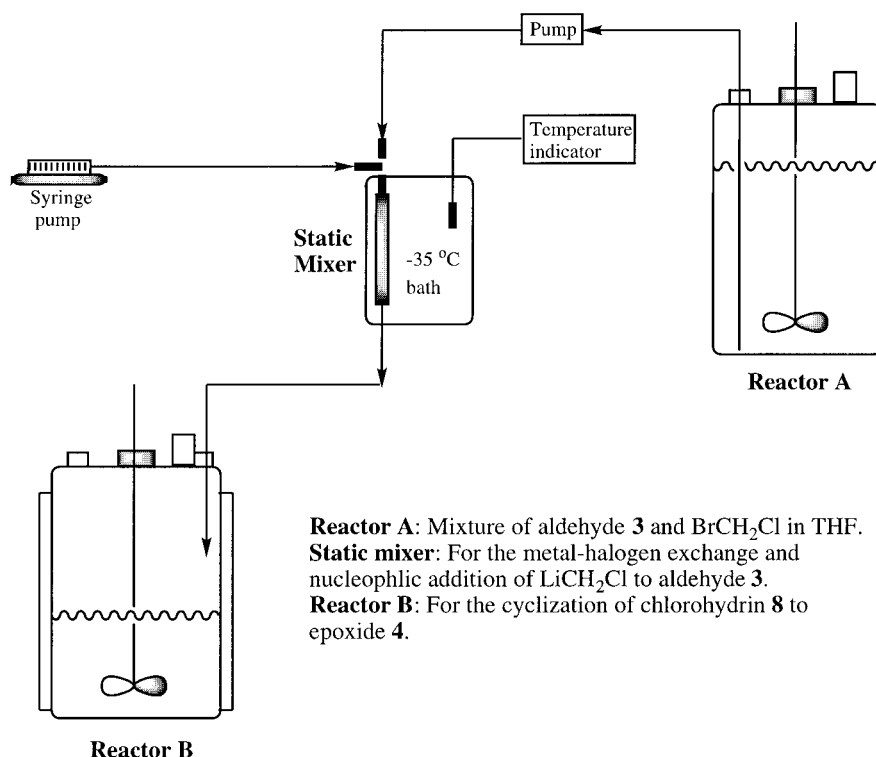 Pump
Temperature
indicator
Syringe
pump
Static
Mixer
-35 °C
bath
Reactor A
Reactor A: Mixture of aldehyde 3 and BrCH₂Cl in THF.
Static mixer: For the metal-halogen exchange and
nucleophlic addition of LiCH₂Cl to aldehyde 3.
Reactor B: For the cyclization of chlorohydrin 8 to
epoxide 4.
Reactor B